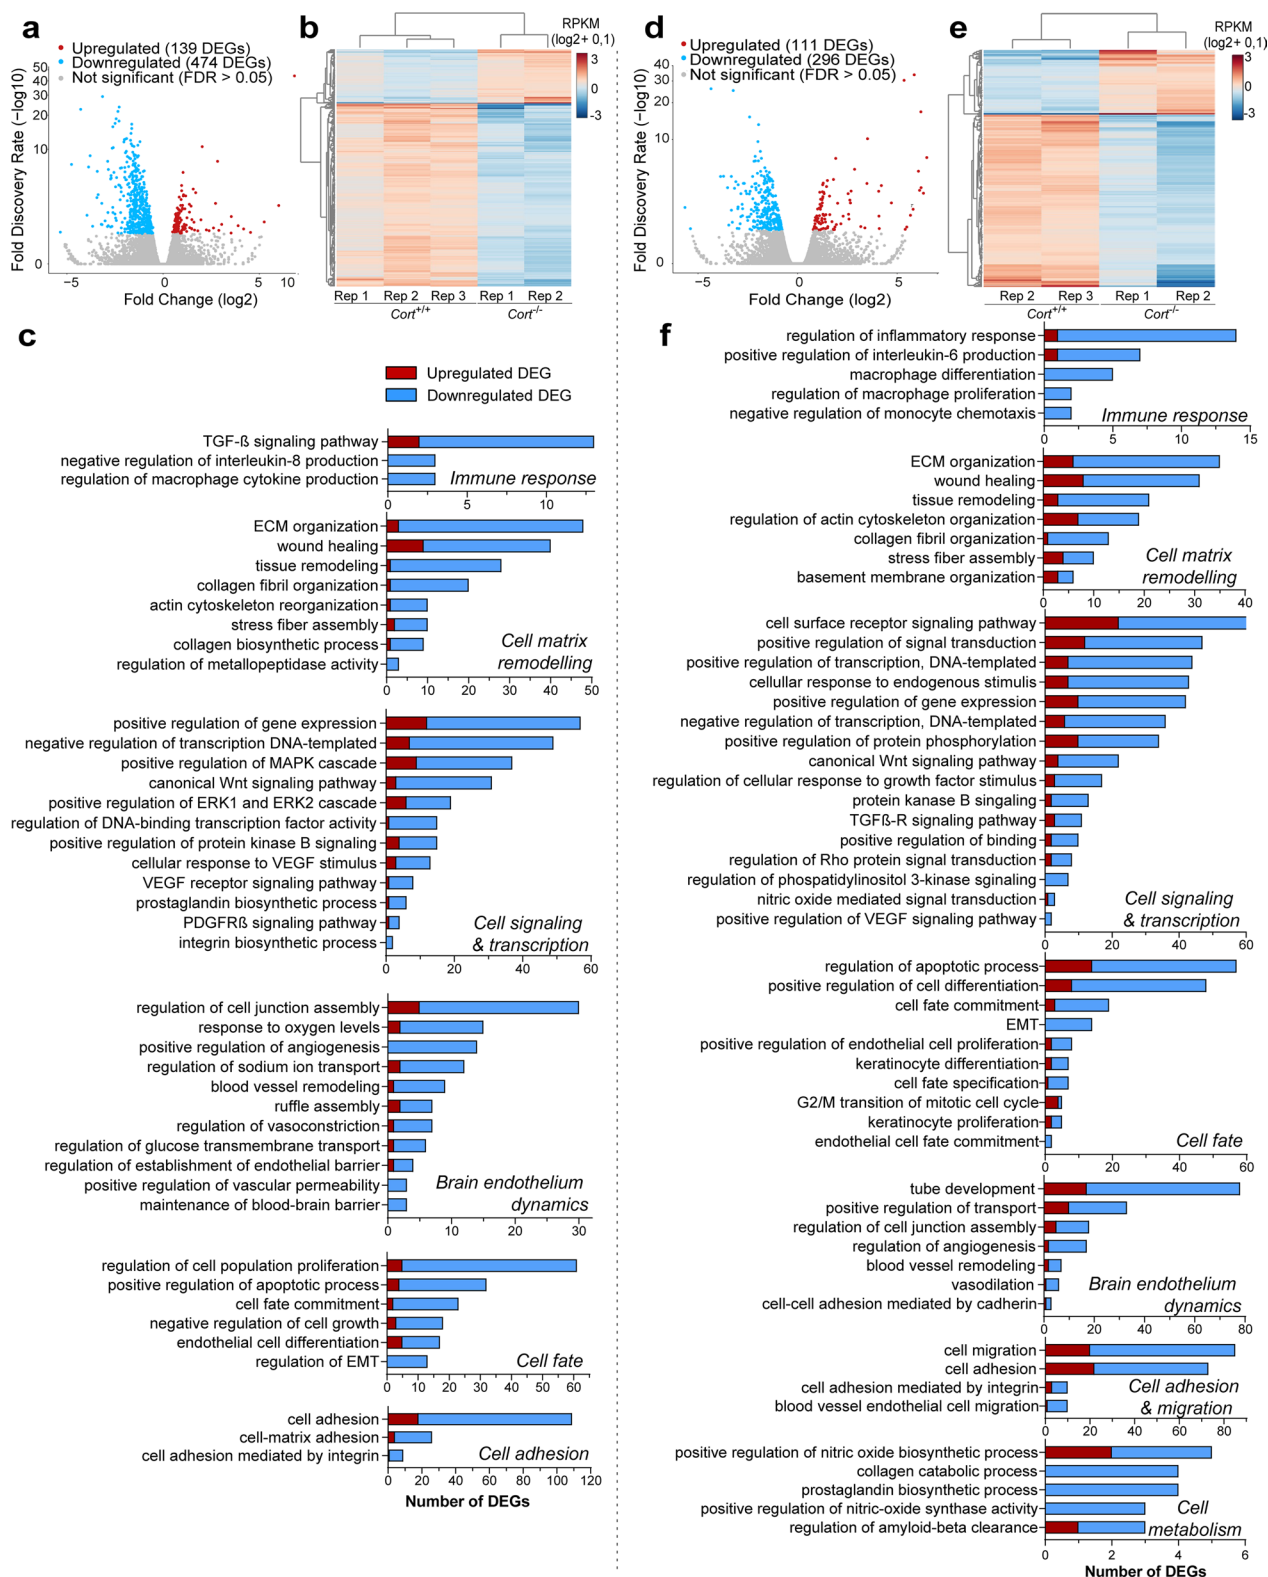 a
Upregulated (139 DEGs)
Downregulated (474 DEGs)
Not significant (FDR > 0.05)
Fold Discovery Rate (−log10)
50
40
30
20
10
0
−5
0
5
10
Fold Change (log2)
b
RPKM
(log2+ 0,1)
3
0
-3
Rep 1 Rep 2 Rep 3 Rep 1 Rep 2
Cort+/+ Cort-/-
d
Upregulated (111 DEGs)
Downregulated (296 DEGs)
Not significant (FDR > 0.05)
Fold Discovery Rate (−log10)
40
30
20
10
0
−5
0
5
Fold Change (log2)
e
RPKM
(log2+ 0,1)
3
0
-3
Rep 2 Rep 3 Rep 1 Rep 2
Cort+/+ Cort-/-
c
Upregulated DEG
Downregulated DEG
TGF-ß signaling pathway
negative regulation of interleukin-8 production
regulation of macrophage cytokine production
Immune response
0 5 10
ECM organization
wound healing
tissue remodeling
collagen fibril organization
actin cytoskeleton reorganization
stress fiber assembly
collagen biosynthetic process
regulation of metallopeptidase activity
Cell matrix
remodelling
0 10 20 30 40 50
positive regulation of gene expression
negative regulation of transcription DNA-templated
positive regulation of MAPK cascade
canonical Wnt signaling pathway
positive regulation of ERK1 and ERK2 cascade
regulation of DNA-binding transcription factor activity
positive regulation of protein kinase B signaling
cellular response to VEGF stimulus
VEGF receptor signaling pathway
prostaglandin biosynthetic process
PDGFRß signaling pathway
integrin biosynthetic process
Cell signaling
& transcription
0 20 40 60
regulation of cell junction assembly
response to oxygen levels
positive regulation of angiogenesis
regulation of sodium ion transport
blood vessel remodeling
ruffle assembly
regulation of vasoconstriction
regulation of glucose transmembrane transport
regulation of establishment of endothelial barrier
positive regulation of vascular permeability
maintenance of blood-brain barrier
Brain endothelium
dynamics
0 10 20 30
regulation of cell population proliferation
positive regulation of apoptotic process
cell fate commitment
negative regulation of cell growth
endothelial cell differentiation
regulation of EMT
Cell fate
0 10 20 30 40 50 60
cell adhesion
cell-matrix adhesion
cell adhesion mediated by integrin
Cell adhesion
0 20 40 60 80 100 120
Number of DEGs
f
regulation of inflammatory response
positive regulation of interleukin-6 production
macrophage differentiation
regulation of macrophage proliferation
negative regulation of monocyte chemotaxis
Immune response
0 5 10 15
ECM organization
wound healing
tissue remodeling
regulation of actin cytoskeleton organization
collagen fibril organization
stress fiber assembly
basement membrane organization
Cell matrix
remodelling
0 10 20 30 40
cell surface receptor signaling pathway
positive regulation of signal transduction
positive regulation of transcription, DNA-templated
cellullar response to endogenous stimulis
positive regulation of gene expression
negative regulation of transcription, DNA-templated
positive regulation of protein phosphorylation
canonical Wnt signaling pathway
regulation of cellular response to growth factor stimulus
protein kanase B singaling
TGFß-R signaling pathway
positive regulation of binding
regulation of Rho protein signal transduction
regulation of phospatidylinositol 3-kinase sginaling
nitric oxide mediated signal transduction
positive regulation of VEGF signaling pathway
Cell signaling
& transcription
0 20 40 60
regulation of apoptotic process
positive regulation of cell differentiation
cell fate commitment
EMT
positive regulation of endothelial cell proliferation
keratinocyte differentiation
cell fate specification
G2/M transition of mitotic cell cycle
keratinocyte proliferation
endothelial cell fate commitment
Cell fate
0 20 40 60
tube development
positive regulation of transport
regulation of cell junction assembly
regulation of angiogenesis
blood vessel remodeling
vasodilation
cell-cell adhesion mediated by cadherin
Brain endothelium
dynamics
0 20 40 60 80
cell migration
cell adhesion
cell adhesion mediated by integrin
blood vessel endothelial cell migration
Cell adhesion
& migration
0 20 40 60 80
positive regulation of nitric oxide biosynthetic process
collagen catabolic process
prostaglandin biosynthetic process
positive regulation of nitric-oxide synthase activity
regulation of amyloid-beta clearance
Cell
metabolism
0 2 4 6
Number of DEGs